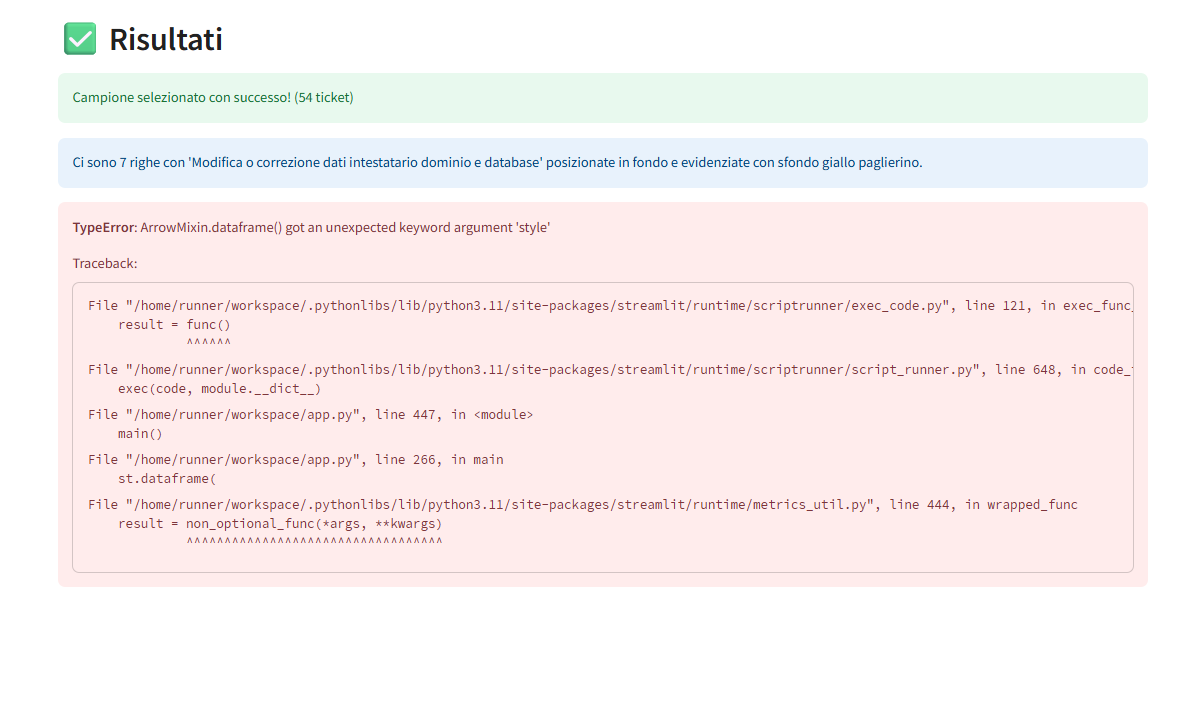 Risultati
Campione selezionato con successo! (54 ticket)
Ci sono 7 righe con 'Modifica o correzione dati intestatario dominio e database' posizionate in fondo e evidenziate con sfondo giallo paglierino.
TypeError: ArrowMixin.dataframe() got an unexpected keyword argument 'style'
Traceback:
File "/home/runner/workspace/.pythonlibs/lib/python3.11/site-packages/streamlit/runtime/scriptrunner/exec_code.py", line 121, in exec_func_
result = func()
^^^^^^
File "/home/runner/workspace/.pythonlibs/lib/python3.11/site-packages/streamlit/runtime/scriptrunner/script_runner.py", line 648, in code_
exec(code, module.__dict__)
File "/home/runner/workspace/app.py", line 447, in <module>
main()
File "/home/runner/workspace/app.py", line 266, in main
st.dataframe(
File "/home/runner/workspace/.pythonlibs/lib/python3.11/site-packages/streamlit/runtime/metrics_util.py", line 444, in wrapped_func
result = non_optional_func(*args, **kwargs)
^^^^^^^^^^^^^^^^^^^^^^^^^^^^^^^^^^